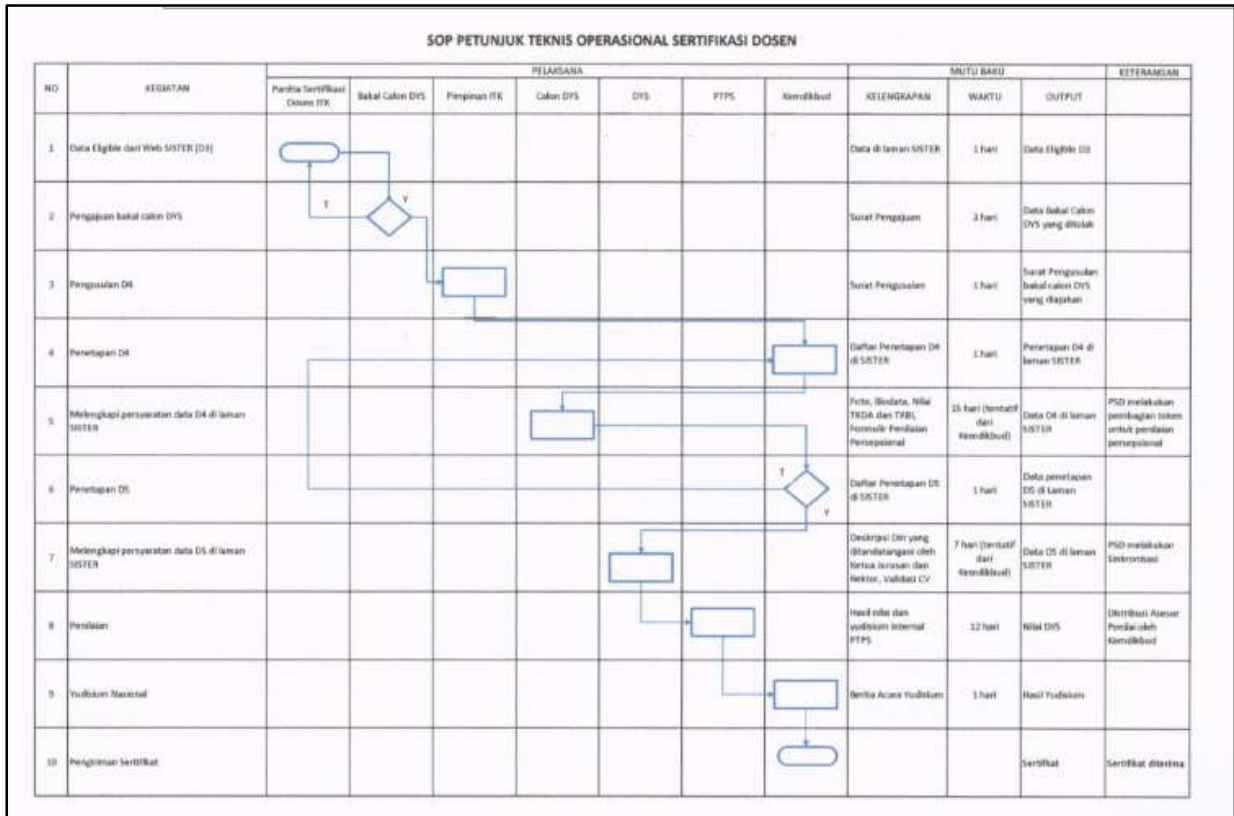 SOP PETUNJUK TEKNIS OPERASIONAL SERTIFIKASI DOSEN
NO
KEGIATAN
PELAKSANA
MUTU BAKU
KETERANGAN
Panitia Sertifikasi
Dosen ITK
Bakal Calon DYS
Pimpinan ITK
Calon DYS
DYS
PTPS
Kemdikbud
KELENGKAPAN
WAKTU
OUTPUT
1
Data Eligible dari Web SISTER (D3)
Data di laman SISTER
1 hari
Data Eligible D3
2
Pengajuan bakal calon DYS
T
Y
Surat Pengajuan
3 hari
Data Bakal Calon
DYS yang ditolak
3
Pengusulan D4
Surat Pengusulan
1 hari
Surat Pengusulan
bakal calon DYS
yang diajukan
4
Penetapan D4
Daftar Penetapan D4
di SISTER
1 hari
Penetapan D4 di
laman SISTER
5
Melengkapi persyaratan data D4 di laman
SISTER
Foto, Biodata, Nilai
TKDA dan TKBI,
Formulir Penilaian
Persepsional
15 hari (tentatif
dari
Kemdikbud)
Data D4 di laman
SISTER
PSD melakukan
pembagian token
untuk penilaian
persepsional
6
Penetapan D5
T
Y
Daftar Penetapan D5
di SISTER
1 hari
Data penetapan
D5 di Laman
SISTER
7
Melengkapi persyaratan data D5 di laman
SISTER
Deskripsi Diri yang
ditandatangani oleh
Ketua Jurusan dan
Rektor, Validasi CV
7 hari (tentatif
dari
Kemdikbud)
Data D5 di laman
SISTER
PSD melakukan
Sinkronisasi
8
Penilaian
Hasil nilai dan
yudisium internal
PTPS
12 hari
Nilai DYS
Distribusi Asesor
Penilai oleh
Kemdikbud
9
Yudisium Nasional
Berita Acara Yudisium
1 hari
Hasil Yudisium
10
Pengiriman Sertifikat
Sertifikat
Sertifikat diterima